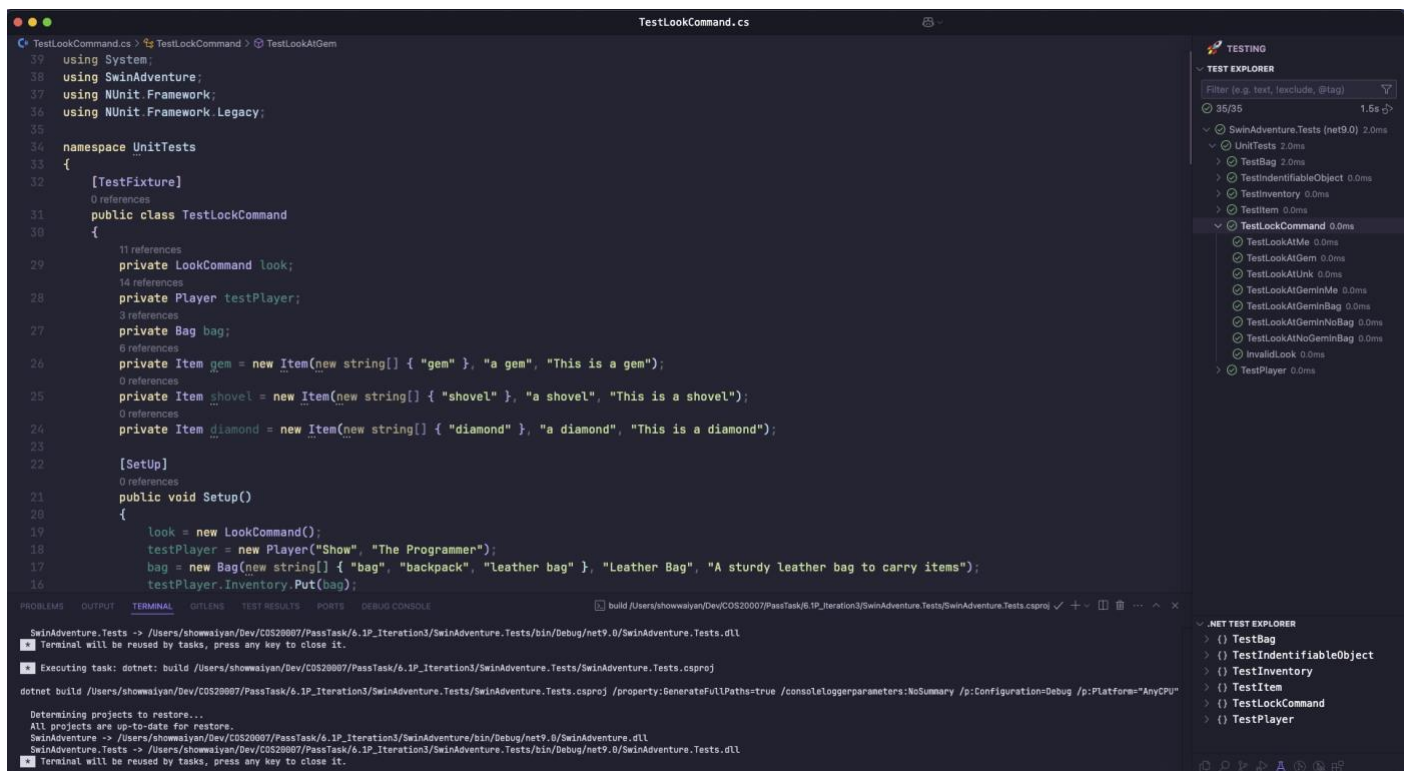 TestLookCommand.cs
TestLookCommand.cs > TestLockCommand > TestLookAtGem
39 using System;
38 using SwinAdventure;
37 using NUnit.Framework;
36 using NUnit.Framework.Legacy;
35
34 namespace UnitTests
33 {
32 [TestFixture]
0 references
31 public class TestLockCommand
30 {
11 references
29 private LookCommand look;
14 references
28 private Player testPlayer;
3 references
27 private Bag bag;
6 references
26 private Item gem = new Item(new string[] { "gem" }, "a gem", "This is a gem");
0 references
25 private Item shovel = new Item(new string[] { "shovel" }, "a shovel", "This is a shovel");
0 references
24 private Item diamond = new Item(new string[] { "diamond" }, "a diamond", "This is a diamond");
23
22 [SetUp]
0 references
21 public void Setup()
20 {
19 look = new LookCommand();
18 testPlayer = new Player("Show", "The Programmer");
17 bag = new Bag(new string[] { "bag", "backpack", "leather bag" }, "Leather Bag", "A sturdy leather bag to carry items");
16 testPlayer.Inventory.Put(bag);
PROBLEMS OUTPUT TERMINAL GITLENS TEST RESULTS PORTS DEBUG CONSOLE
build /Users/showwaiyan/Dev/COS20007/PassTask/6.1P_Iteration3/SwinAdventure.Tests/SwinAdventure.Tests.csproj
SwinAdventure.Tests -> /Users/showwaiyan/Dev/COS20007/PassTask/6.1P_Iteration3/SwinAdventure.Tests/bin/Debug/net9.0/SwinAdventure.Tests.dll
* Terminal will be reused by tasks, press any key to close it.
* Executing task: dotnet: build /Users/showwaiyan/Dev/COS20007/PassTask/6.1P_Iteration3/SwinAdventure.Tests/SwinAdventure.Tests.csproj
dotnet build /Users/showwaiyan/Dev/COS20007/PassTask/6.1P_Iteration3/SwinAdventure.Tests/SwinAdventure.Tests.csproj /property:GenerateFullPaths=true /consoleloggerparameters:NoSummary /p:Configuration=Debug /p:Platform="AnyCPU"
Determining projects to restore...
All projects are up-to-date for restore.
SwinAdventure -> /Users/showwaiyan/Dev/COS20007/PassTask/6.1P_Iteration3/SwinAdventure/bin/Debug/net9.0/SwinAdventure.dll
SwinAdventure.Tests -> /Users/showwaiyan/Dev/COS20007/PassTask/6.1P_Iteration3/SwinAdventure.Tests/bin/Debug/net9.0/SwinAdventure.Tests.dll
* Terminal will be reused by tasks, press any key to close it.
TESTING
TEST EXPLORER
Filter (e.g. text, !exclude, @tag)
35/35 1.5s
SwinAdventure.Tests (net9.0) 2.0ms
UnitTests 2.0ms
TestBag 2.0ms
TestIndentifiableObject 0.0ms
TestInventory 0.0ms
TestItem 0.0ms
TestLockCommand 0.0ms
TestLookAtMe 0.0ms
TestLookAtGem 0.0ms
TestLookAtUnk 0.0ms
TestLookAtGemInMe 0.0ms
TestLookAtGemInBag 0.0ms
TestLookAtGemInNoBag 0.0ms
TestLookAtNoGemInBag 0.0ms
InvalidLook 0.0ms
TestPlayer 0.0ms
.NET TEST EXPLORER
{} TestBag
{} TestIndentifiableObject
{} TestInventory
{} TestItem
{} TestLockCommand
{} TestPlayer